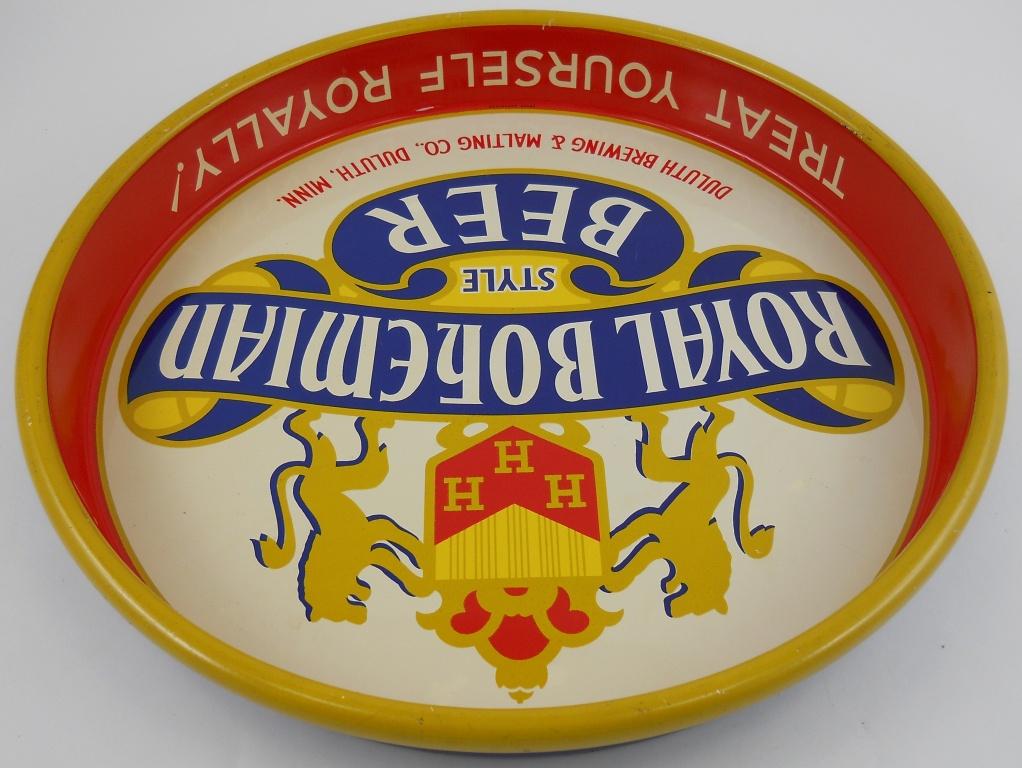 H
H H
ROYAL BOHEMIAN
STYLE
BEER
DULUTH BREWING & MALTING CO., DULUTH, MINN.
TREAT YOURSELF ROYALLY!